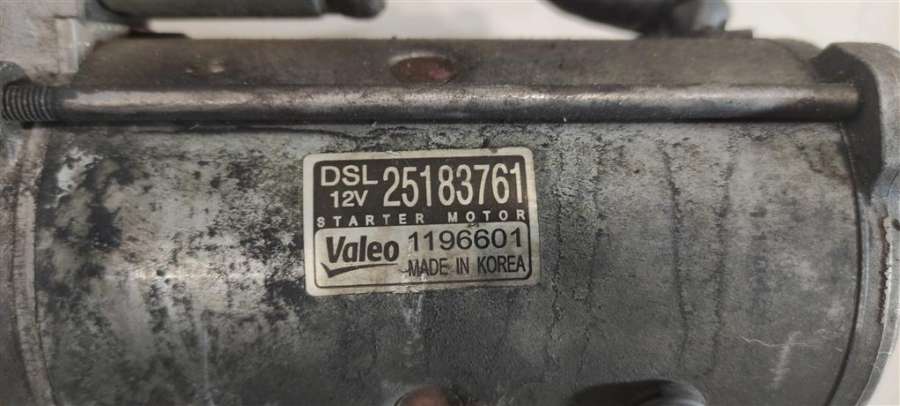 DSL 25183761
12V
STARTER MOTOR
Valeo 1196601
MADE IN KOREA